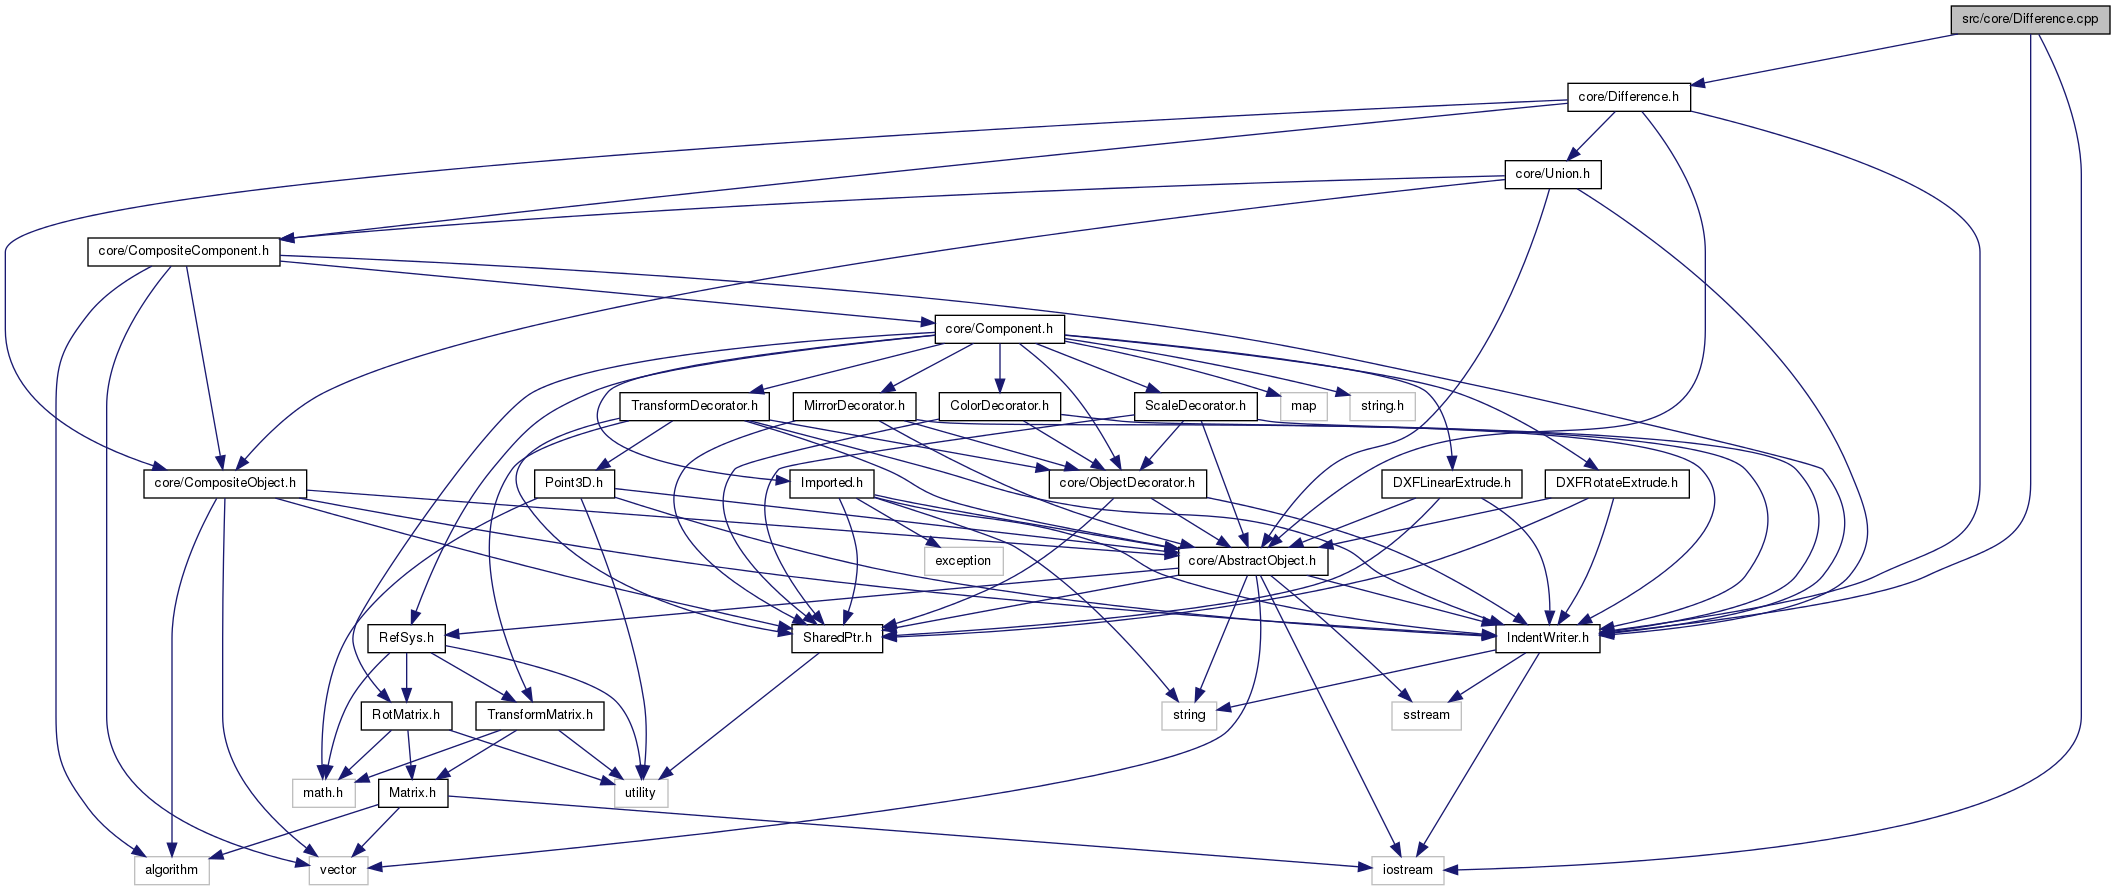 src/core/Difference.cpp
core/Difference.h
core/Union.h
core/CompositeComponent.h
core/Component.h
TransformDecorator.h
MirrorDecorator.h
ColorDecorator.h
ScaleDecorator.h
map
string.h
core/CompositeObject.h
Point3D.h
Imported.h
core/ObjectDecorator.h
DXFLinearExtrude.h
DXFRotateExtrude.h
exception
core/AbstractObject.h
RefSys.h
SharedPtr.h
IndentWriter.h
RotMatrix.h
TransformMatrix.h
string
sstream
math.h
Matrix.h
utility
algorithm
vector
iostream